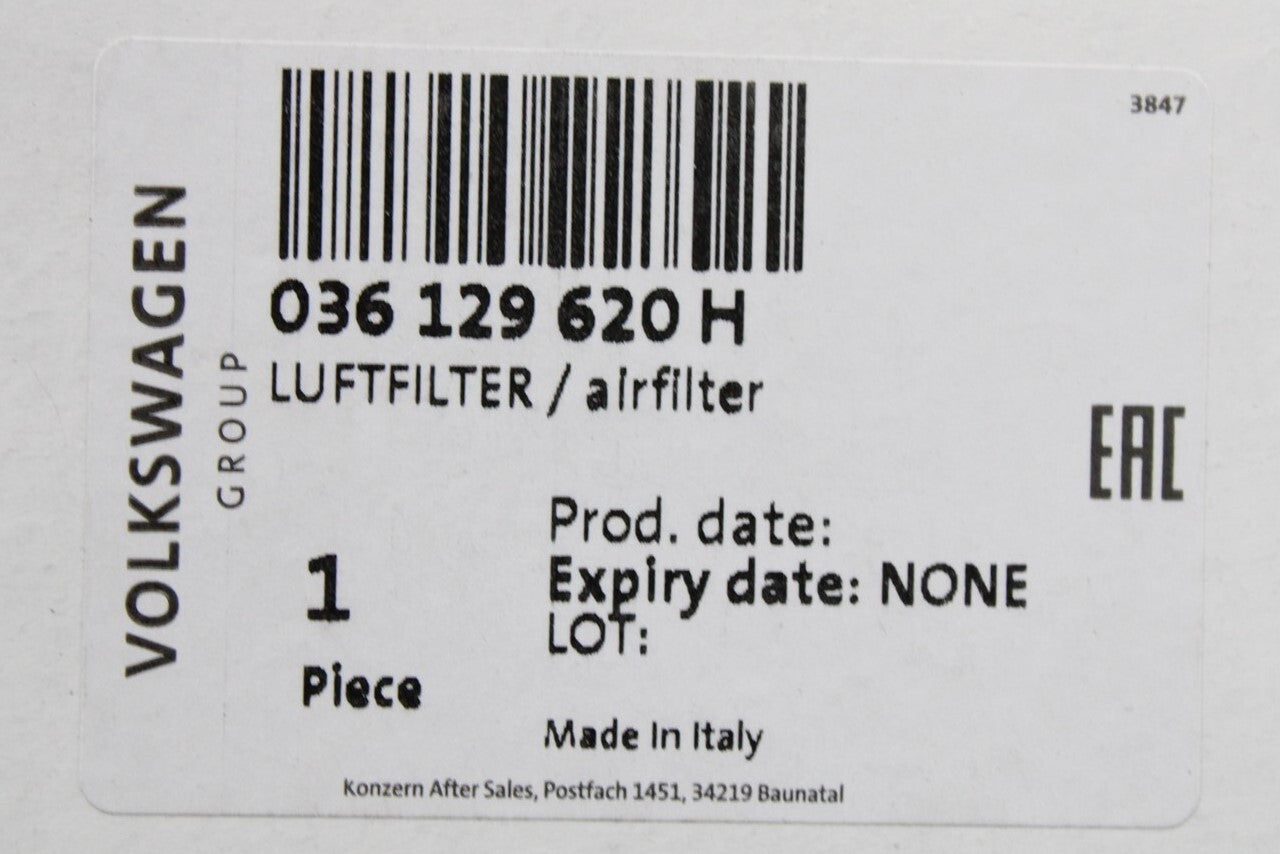 3847
VOLKSWAGEN
GROUP
036 129 620 H
LUFTFILTER / airfilter
EAC
Prod. date:
Expiry date: NONE
LOT:
1
Piece
Made In Italy
Konzern After Sales, Postfach 1451, 34219 Baunatal